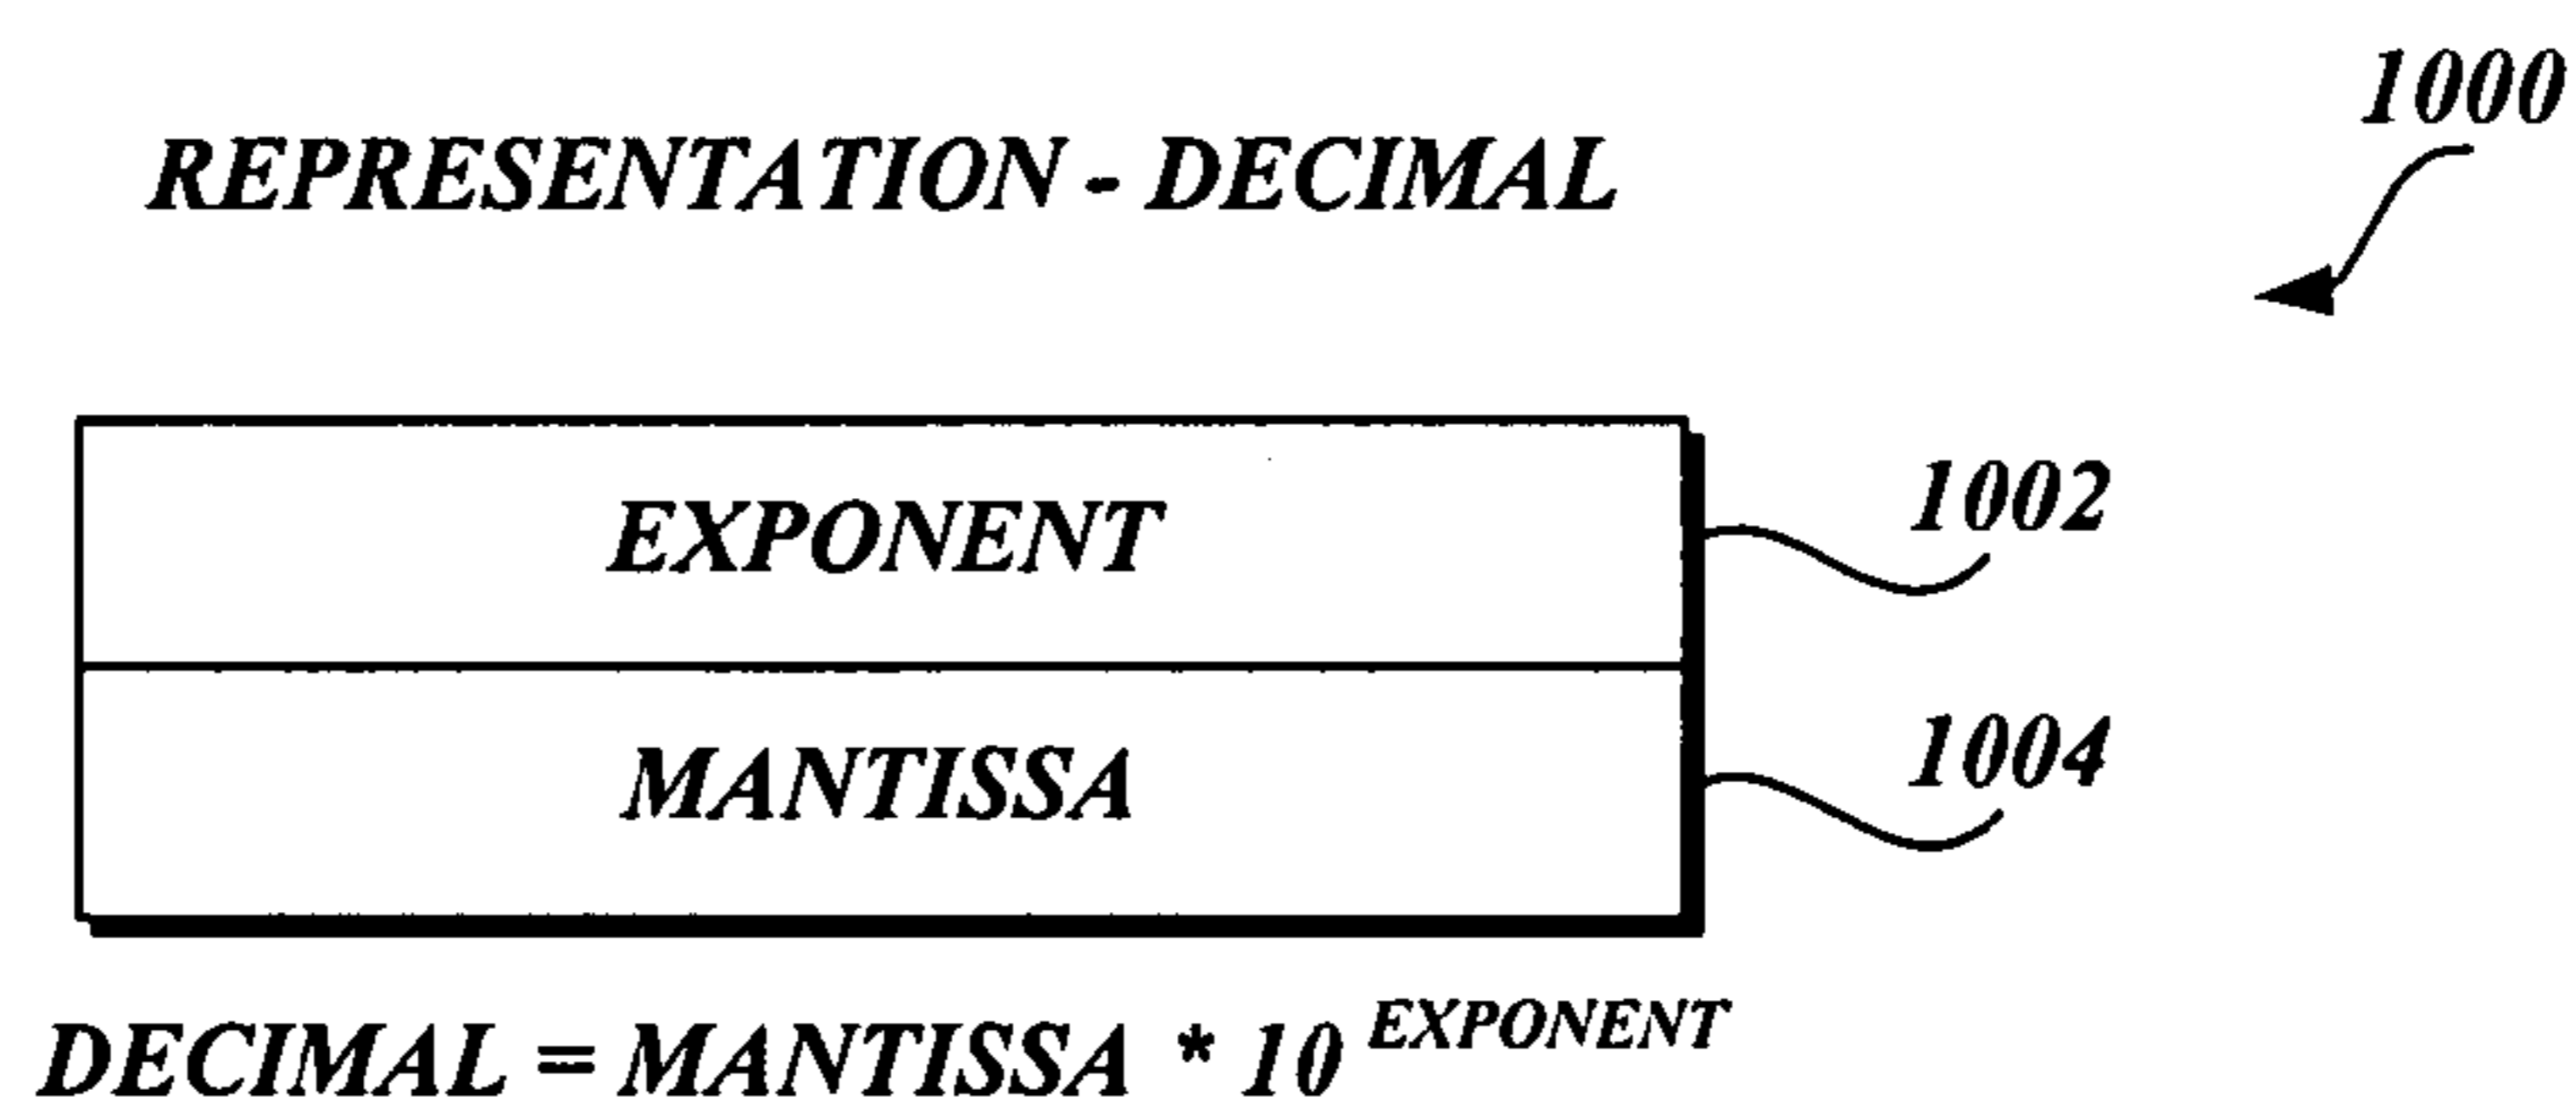 1000
REPRESENTATION - DECIMAL
EXPONENT
1002
MANTISSA
1004
DECIMAL = MANTISSA * 10 EXPONENT